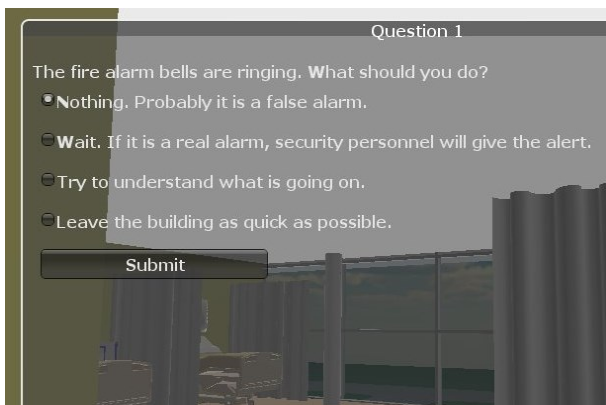 Question 1
The fire alarm bells are ringing. What should you do?
Nothing. Probably it is a false alarm.
Wait. If it is a real alarm, security personnel will give the alert.
Try to understand what is going on.
Leave the building as quick as possible.
Submit